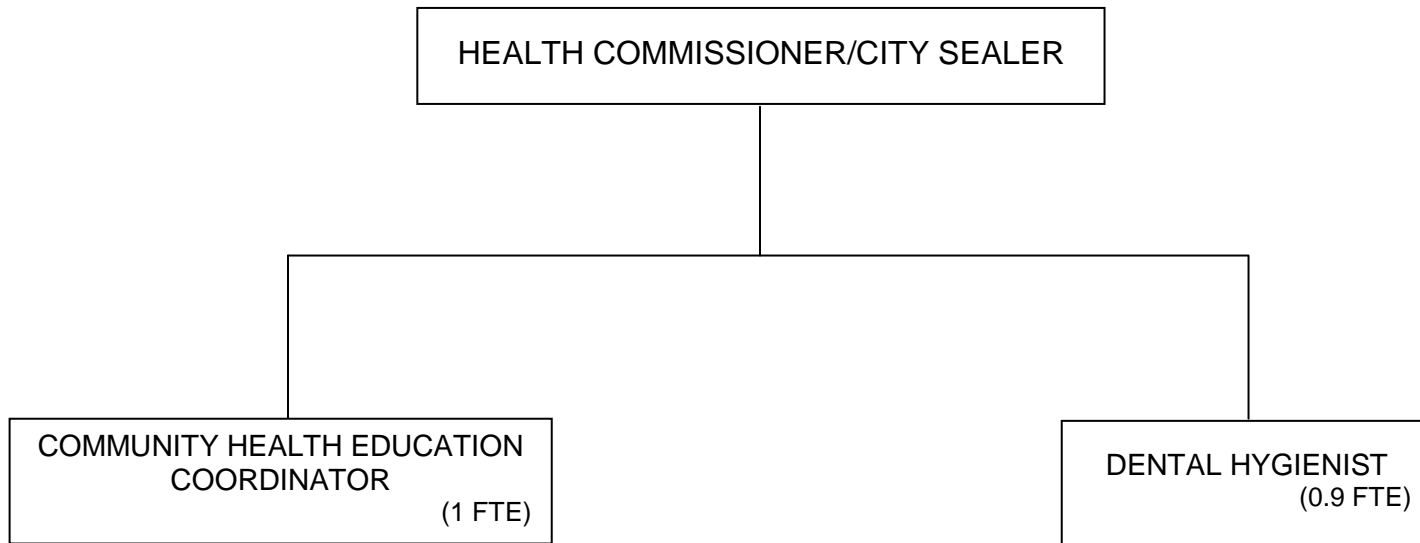 HEALTH COMMISSIONER/CITY SEALER
COMMUNITY HEALTH EDUCATION
COORDINATOR
(1 FTE)
DENTAL HYGIENIST
(0.9 FTE)